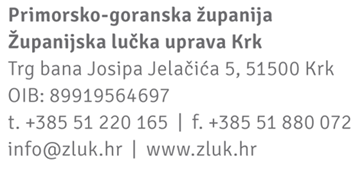 Primorsko-goranska županija
Županijska lučka uprava Krk
Trg bana Josipa Jelačića 5, 51500 Krk
OIB: 89919564697
t. +385 51 220 165 | f. +385 51 880 072
info@zluk.hr | www.zluk.hr